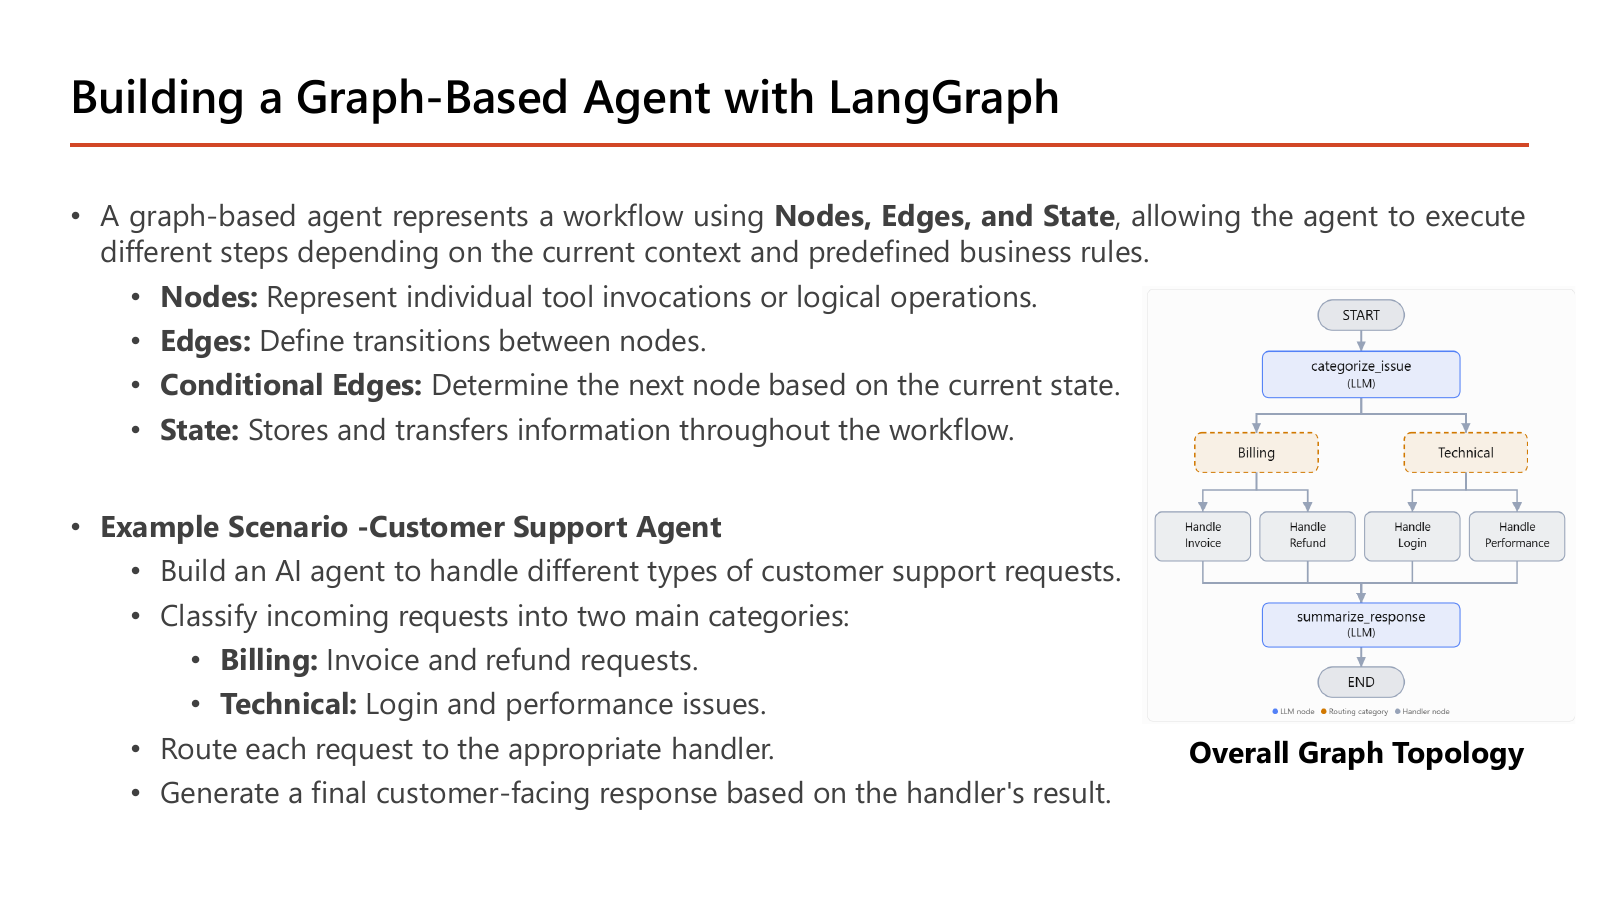 Building a Graph-Based Agent with LangGraph
• A graph-based agent represents a workflow using Nodes, Edges, and State, allowing the agent to execute
different steps depending on the current context and predefined business rules.
• Nodes: Represent individual tool invocations or logical operations.
• Edges: Define transitions between nodes.
• Conditional Edges: Determine the next node based on the current state.
• State: Stores and transfers information throughout the workflow.
• Example Scenario -Customer Support Agent
• Build an AI agent to handle different types of customer support requests.
• Classify incoming requests into two main categories:
• Billing: Invoice and refund requests.
• Technical: Login and performance issues.
• Route each request to the appropriate handler.
• Generate a final customer-facing response based on the handler's result.
START
categorize_issue
(LLM)
Billing
Technical
Handle
Invoice
Handle
Refund
Handle
Login
Handle
Performance
summarize_response
(LLM)
END
LLM node
Routing category
Handler node
Overall Graph Topology